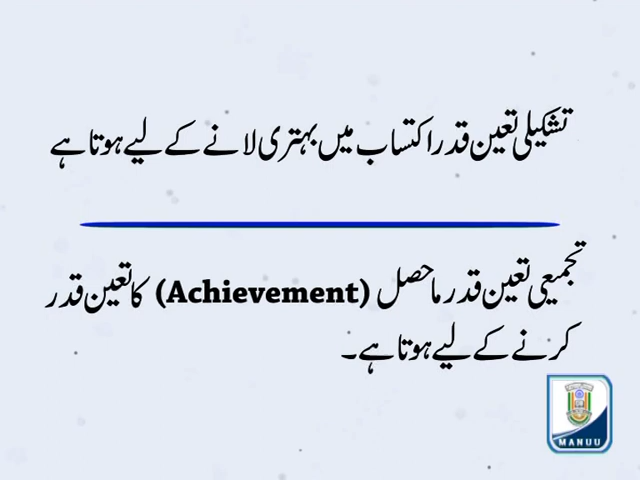 تشکیلی تعین قدر اکتساب میں بہتری لانے کے لیے ہوتا ہے
تجمیعی تعین قدر ماحصل (Achievement) کا تعین قدر
کرنے کے لیے ہوتا ہے۔
MANUU